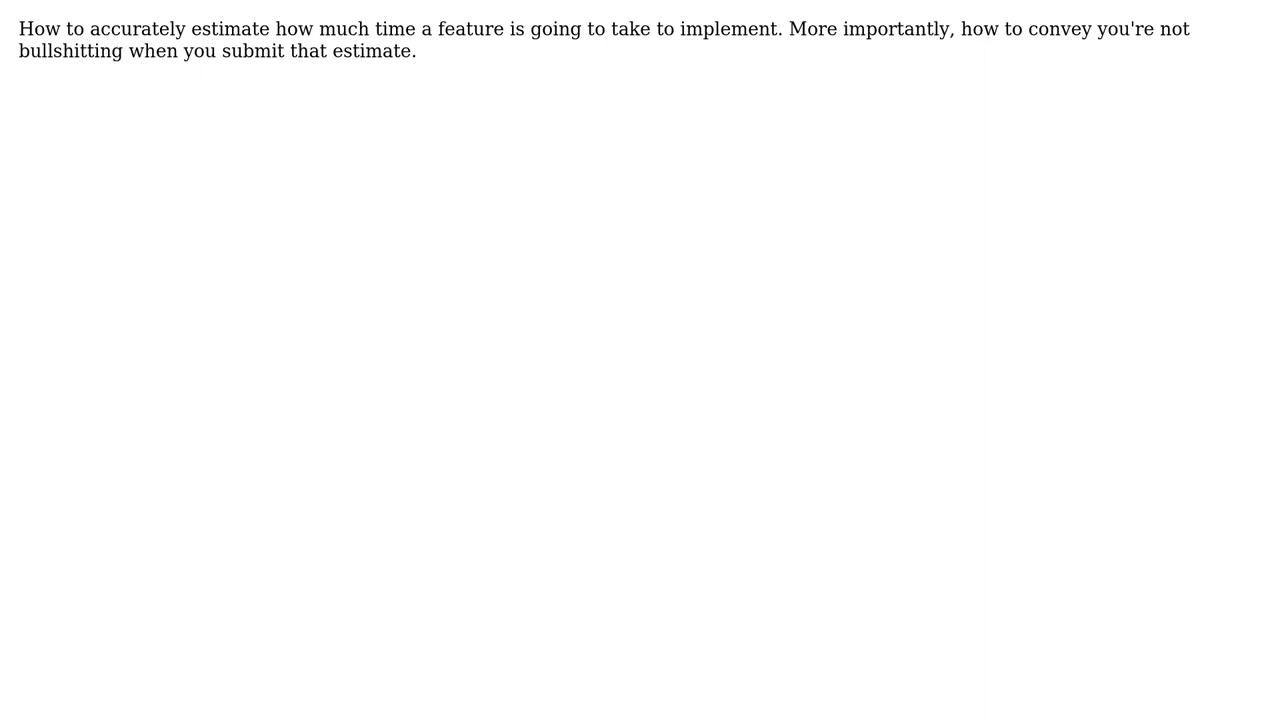 How to accurately estimate how much time a feature is going to take to implement. More importantly, how to convey you're not
bullshitting when you submit that estimate.